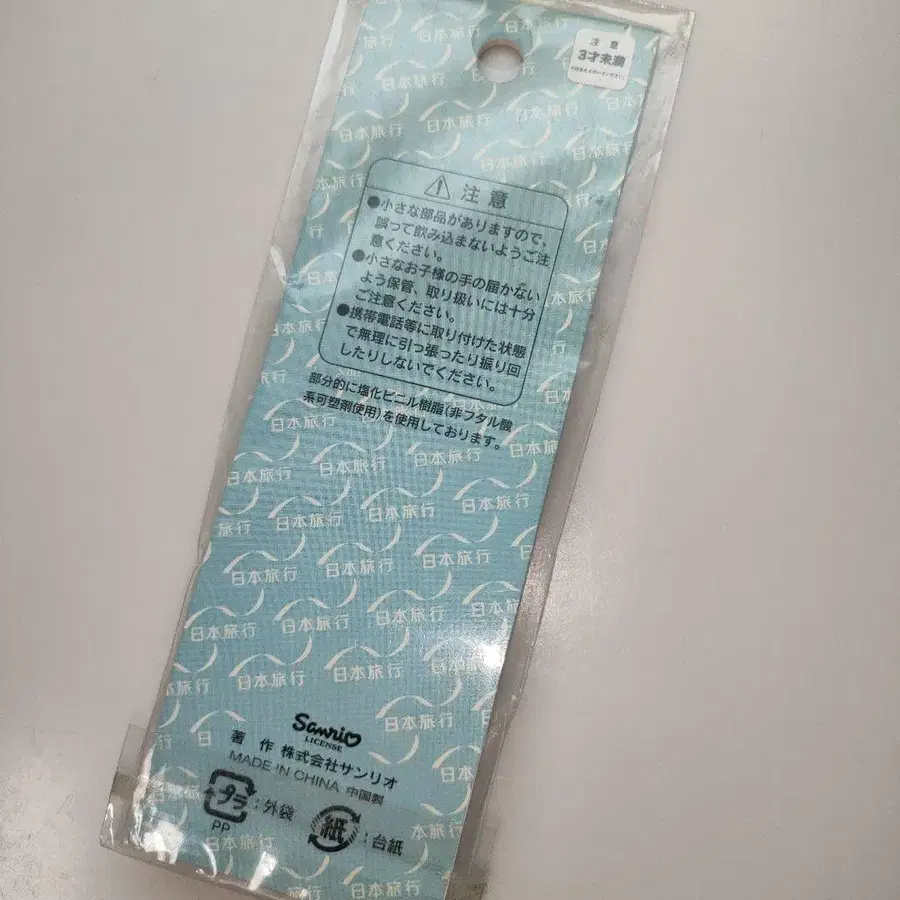 日本旅行
注意
3才未満
⚠ 注意
●小さな部品がありますので、
誤って飲み込まないようご注
意ください。
●小さなお子様の手の届かない
よう保管、取り扱いには十分
ご注意ください。
●携帯電話等に取り付けた状態
で無理に引っ張ったり振り回
したりしないでください。
部分的に塩化ビニル樹脂(非フタル酸
系可塑剤使用)を使用しております。
Sanrio
LICENSE
著作 株式会社サンリオ
MADE IN CHINA 中国製
プラ:外袋
PP
紙:台紙